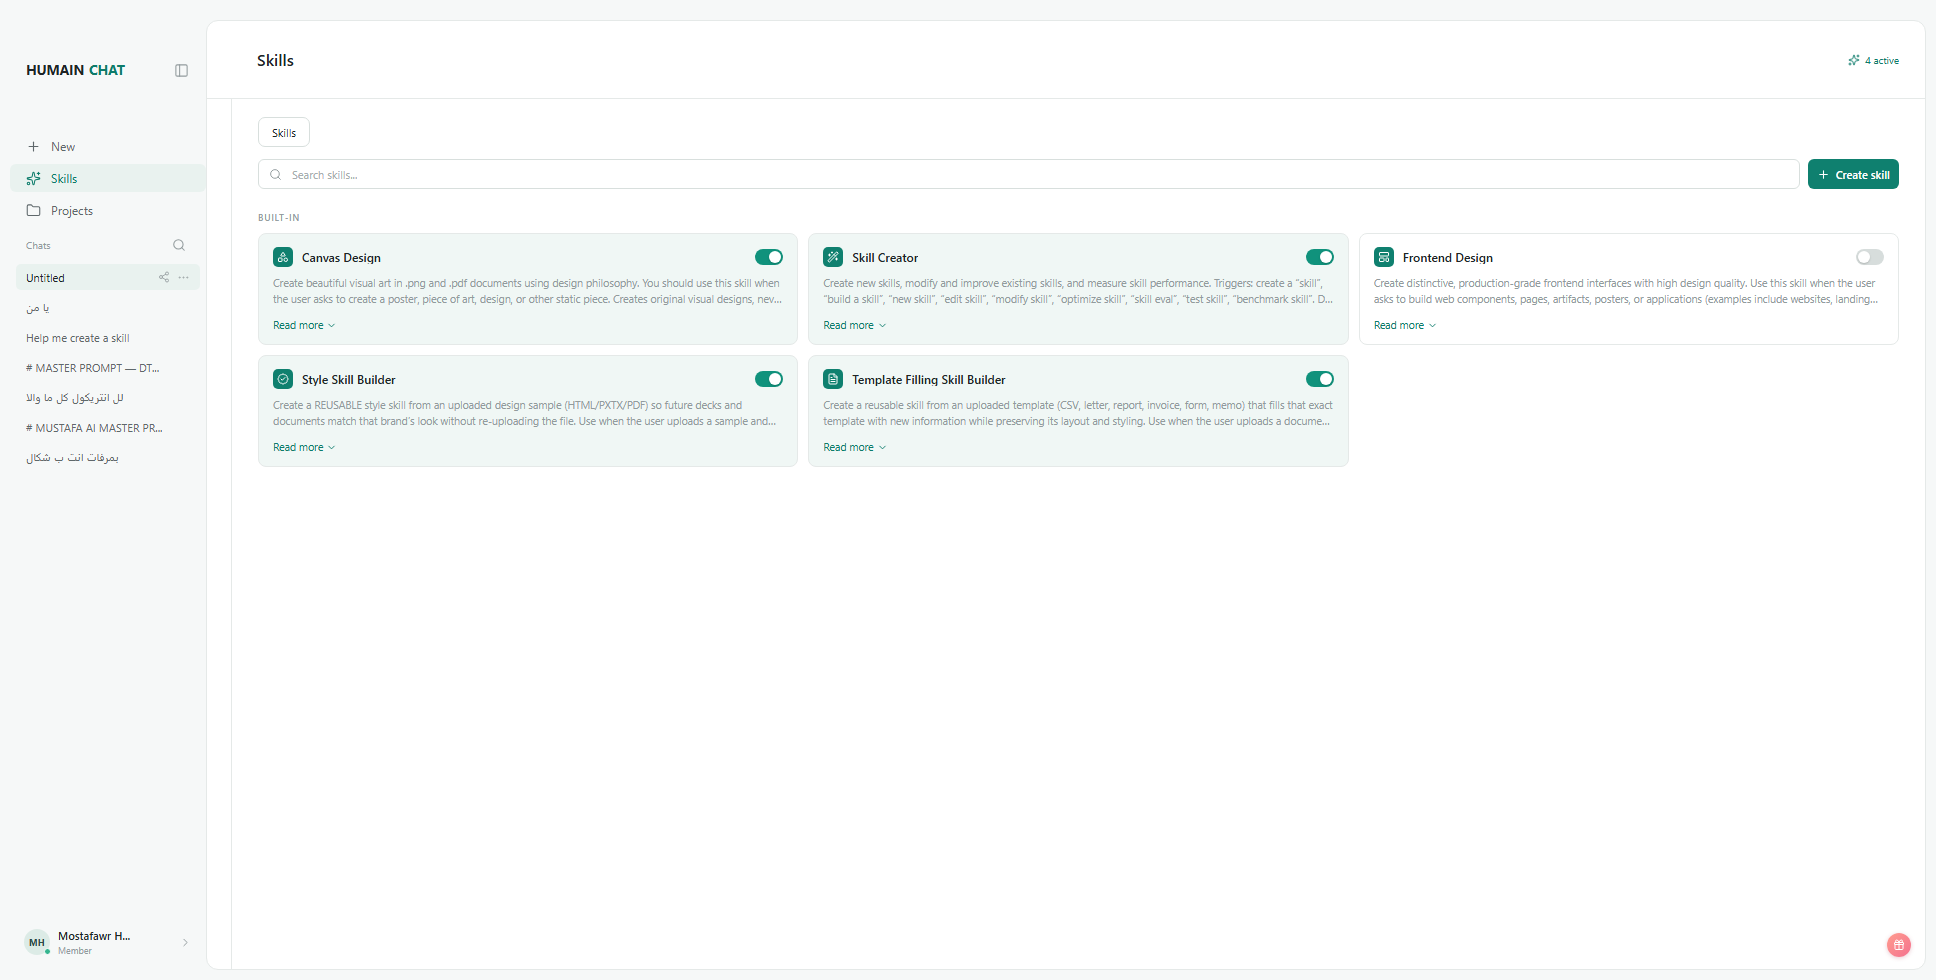 HUMAIN CHAT
New
Skills
Projects
Chats
Untitled
يا من
Help me create a skill
# MASTER PROMPT — DT...
لل انتريكول كل ما والا
# MUSTAFA AI MASTER PR...
بمرفات انت ب شكال
MH
Mostafawr H...
Member
Skills
4 active
Skills
Search skills...
Create skill
BUILT-IN
Canvas Design
Create beautiful visual art in .png and .pdf documents using design philosophy. You should use this skill when
the user asks to create a poster, piece of art, design, or other static piece. Creates original visual designs, nev...
Read more
Skill Creator
Create new skills, modify and improve existing skills, and measure skill performance. Triggers: create a “skill”,
“build a skill”, “new skill”, “edit skill”, “modify skill”, “optimize skill”, “skill eval”, “test skill”, “benchmark skill”. D...
Read more
Frontend Design
Create distinctive, production-grade frontend interfaces with high design quality. Use this skill when the user
asks to build web components, pages, artifacts, posters, or applications (examples include websites, landing...
Read more
Style Skill Builder
Create a REUSABLE style skill from an uploaded design sample (HTML/PXTX/PDF) so future decks and
documents match that brand’s look without re-uploading the file. Use when the user uploads a sample and...
Read more
Template Filling Skill Builder
Create a reusable skill from an uploaded template (CSV, letter, report, invoice, form, memo) that fills that exact
template with new information while preserving its layout and styling. Use when the user uploads a docume...
Read more